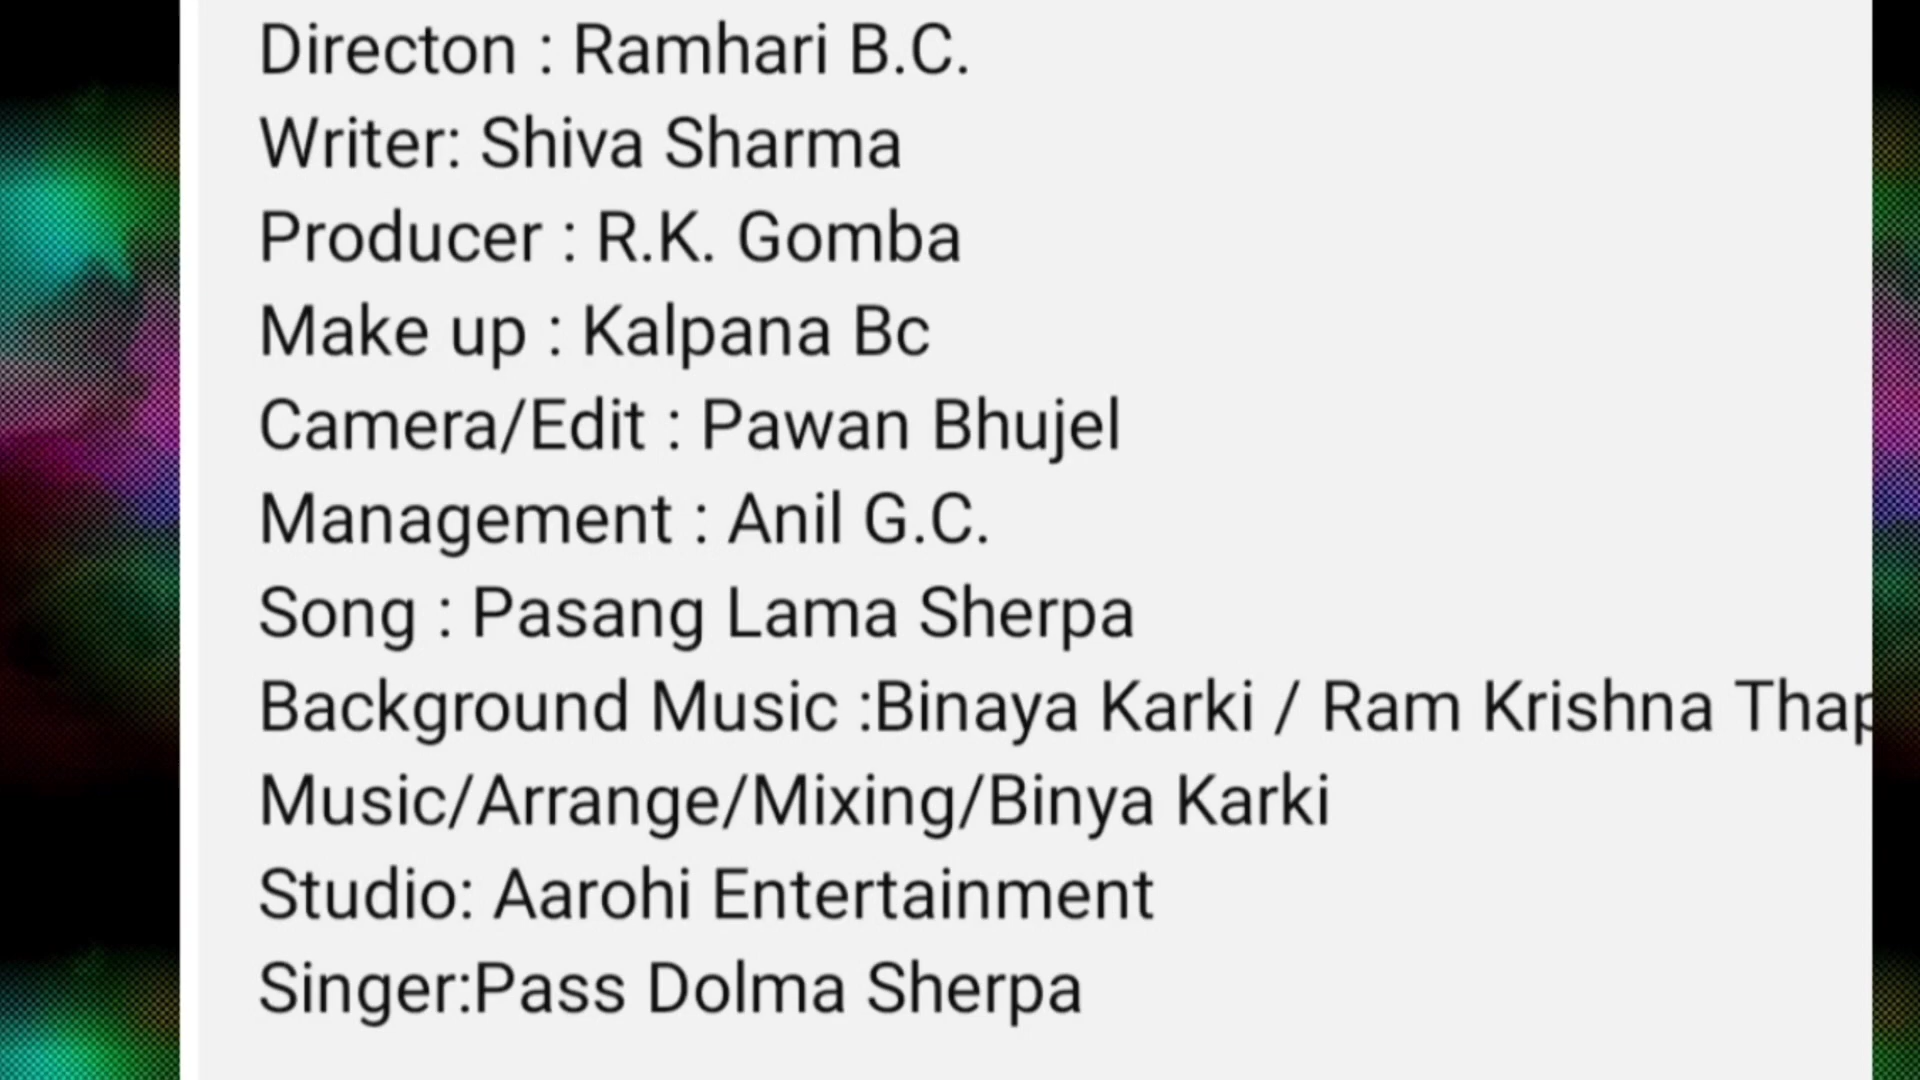 Directon : Ramhari B.C.
Writer: Shiva Sharma
Producer : R.K. Gomba
Make up : Kalpana Bc
Camera/Edit : Pawan Bhujel
Management : Anil G.C.
Song : Pasang Lama Sherpa
Background Music :Binaya Karki / Ram Krishna
Music/Arrange/Mixing/Binya Karki
Studio: Aarohi Entertainment
Singer:Pass Dolma Sherpa